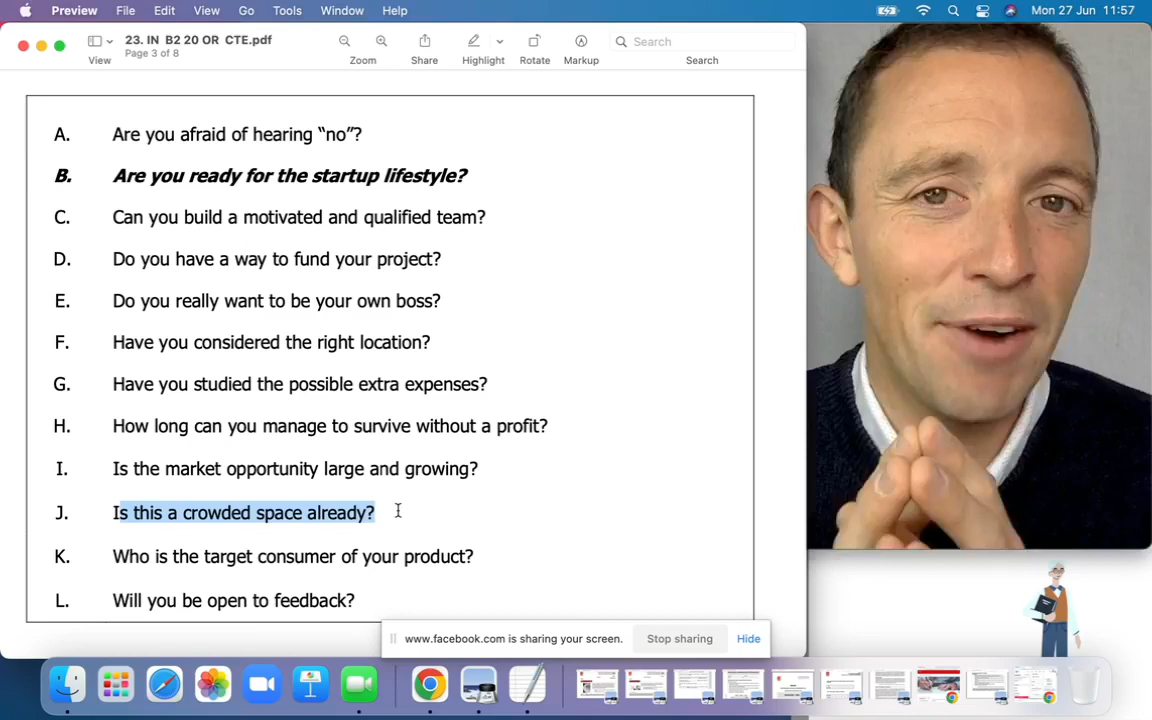 Preview File Edit View Go Tools Window Help Mon 27 Jun 11:57
23. IN B2 20 OR CTE.pdf
Page 3 of 8
Search
View Zoom Share Highlight Rotate Markup Search
A. Are you afraid of hearing “no”?
B. Are you ready for the startup lifestyle?
C. Can you build a motivated and qualified team?
D. Do you have a way to fund your project?
E. Do you really want to be your own boss?
F. Have you considered the right location?
G. Have you studied the possible extra expenses?
H. How long can you manage to survive without a profit?
I. Is the market opportunity large and growing?
J. Is this a crowded space already?
K. Who is the target consumer of your product?
L. Will you be open to feedback?
www.facebook.com is sharing your screen. Stop sharing Hide